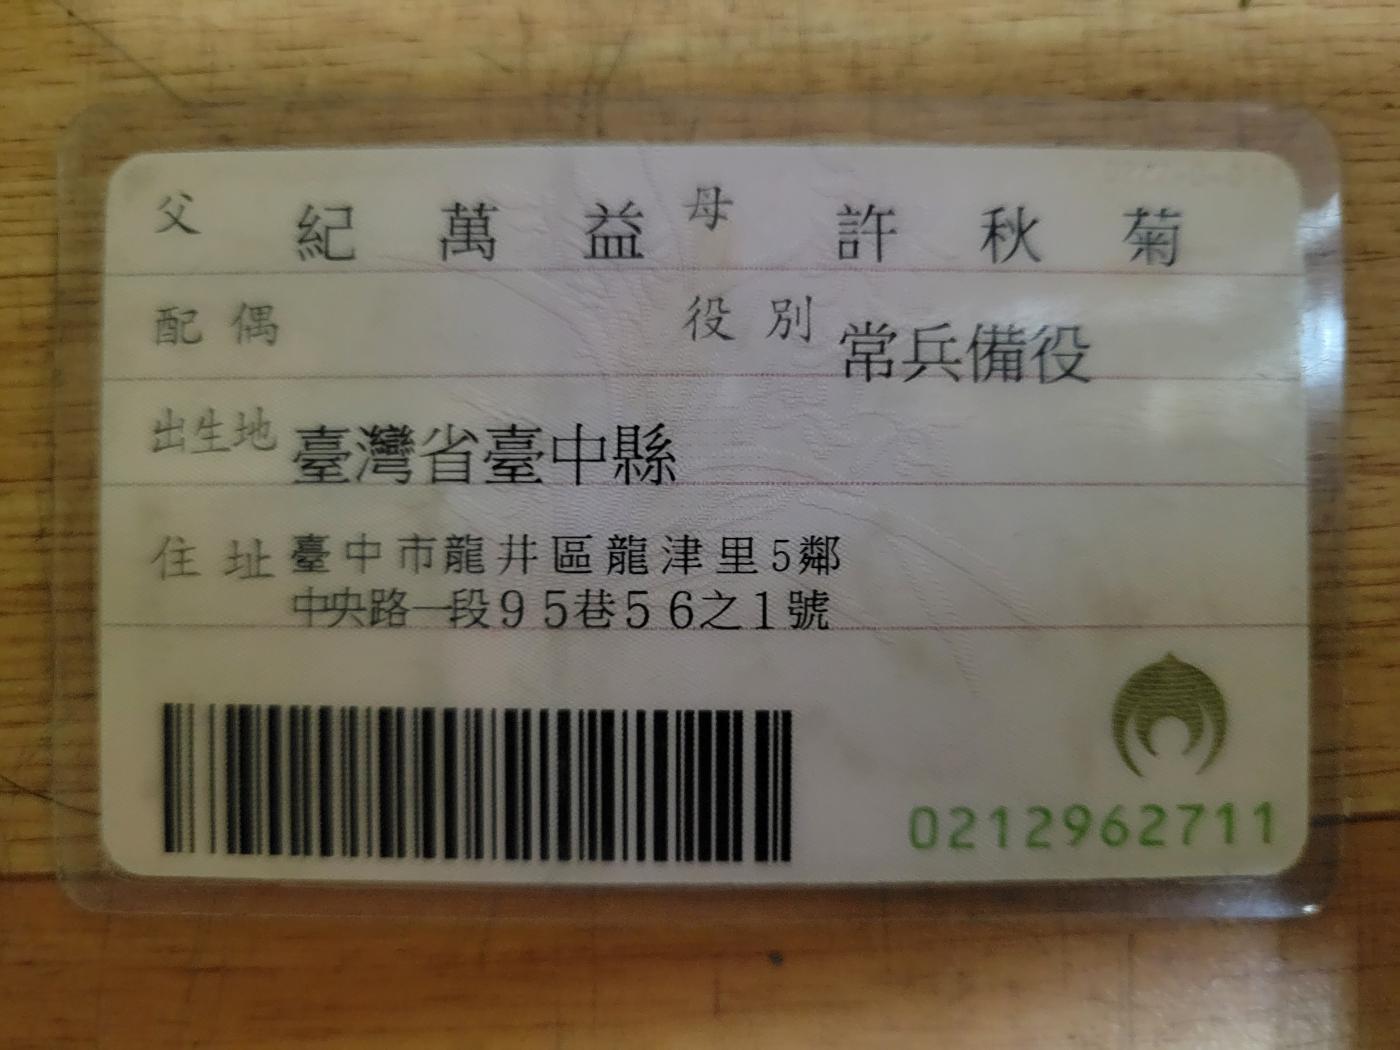 父 紀萬益 母 許秋菊
配偶 役別 常兵備役
出生地 臺灣省臺中縣
住址 臺中市龍井區龍津里5鄰
中央路一段95巷56之1號
0212962711